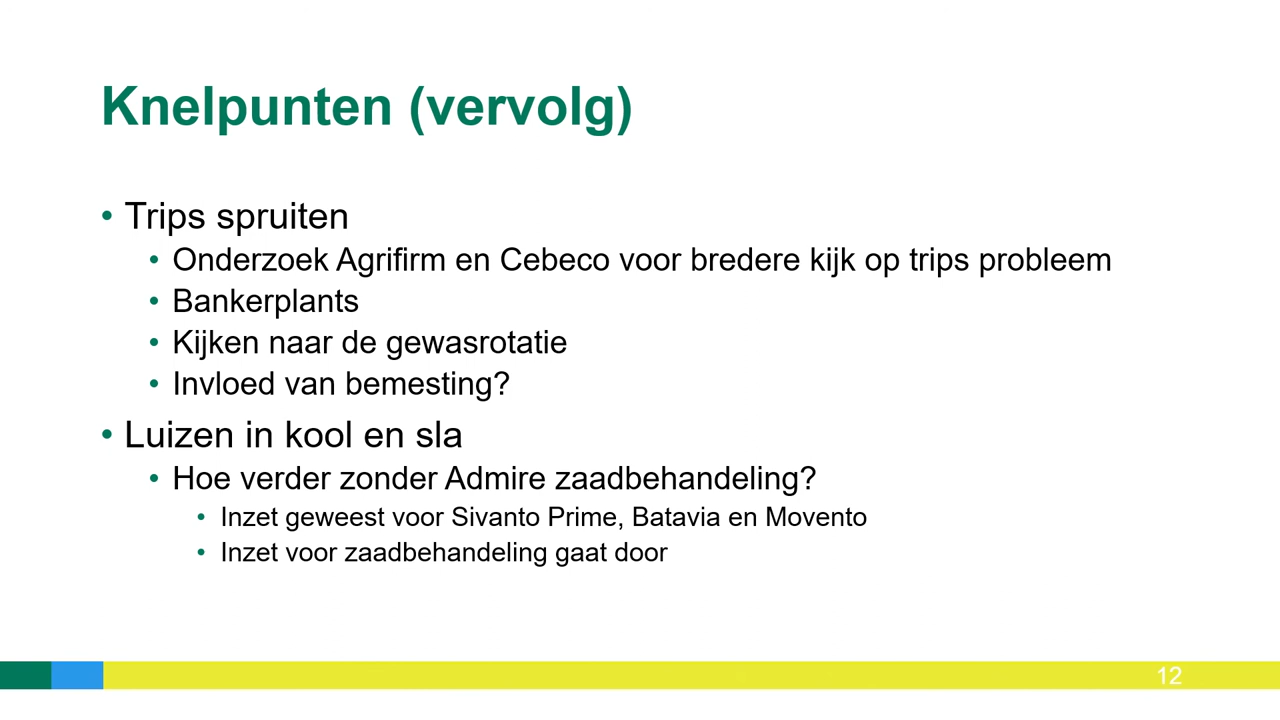 Knelpunten (vervolg)
• Trips spruiten
• Onderzoek Agrifirm en Cebeco voor bredere kijk op trips probleem
• Bankerplants
• Kijken naar de gewasrotatie
• Invloed van bemesting?
• Luizen in kool en sla
• Hoe verder zonder Admire zaadbehandeling?
• Inzet geweest voor Sivanto Prime, Batavia en Movento
• Inzet voor zaadbehandeling gaat door
12